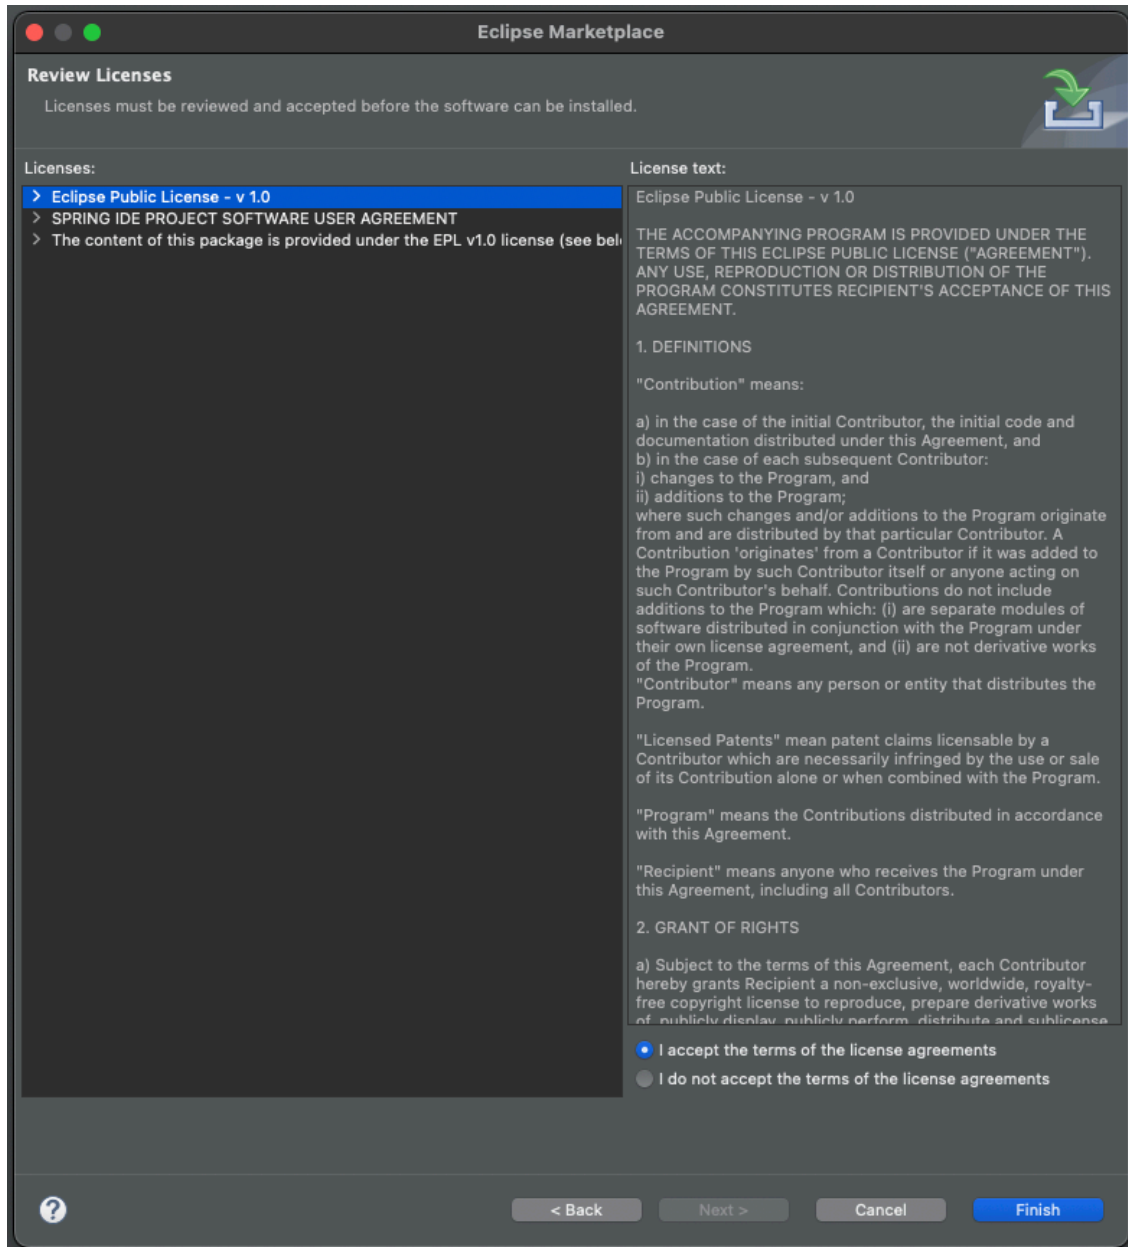 Eclipse Marketplace
Review Licenses
Licenses must be reviewed and accepted before the software can be installed.
Licenses:
> Eclipse Public License - v 1.0
> SPRING IDE PROJECT SOFTWARE USER AGREEMENT
> The content of this package is provided under the EPL v1.0 license (see bel
License text:
Eclipse Public License - v 1.0
THE ACCOMPANYING PROGRAM IS PROVIDED UNDER THE
TERMS OF THIS ECLIPSE PUBLIC LICENSE ("AGREEMENT").
ANY USE, REPRODUCTION OR DISTRIBUTION OF THE
PROGRAM CONSTITUTES RECIPIENT'S ACCEPTANCE OF THIS
AGREEMENT.
1. DEFINITIONS
"Contribution" means:
a) in the case of the initial Contributor, the initial code and
documentation distributed under this Agreement, and
b) in the case of each subsequent Contributor:
i) changes to the Program, and
ii) additions to the Program;
where such changes and/or additions to the Program originate
from and are distributed by that particular Contributor. A
Contribution 'originates' from a Contributor if it was added to
the Program by such Contributor itself or anyone acting on
such Contributor's behalf. Contributions do not include
additions to the Program which: (i) are separate modules of
software distributed in conjunction with the Program under
their own license agreement, and (ii) are not derivative works
of the Program.
"Contributor" means any person or entity that distributes the
Program.
"Licensed Patents" mean patent claims licensable by a
Contributor which are necessarily infringed by the use or sale
of its Contribution alone or when combined with the Program.
"Program" means the Contributions distributed in accordance
with this Agreement.
"Recipient" means anyone who receives the Program under
this Agreement, including all Contributors.
2. GRANT OF RIGHTS
a) Subject to the terms of this Agreement, each Contributor
hereby grants Recipient a non-exclusive, worldwide, royalty-
free copyright license to reproduce, prepare derivative works
of, publicly display, publicly perform, distribute and sublicense
I accept the terms of the license agreements
I do not accept the terms of the license agreements
?
< Back
Next >
Cancel
Finish